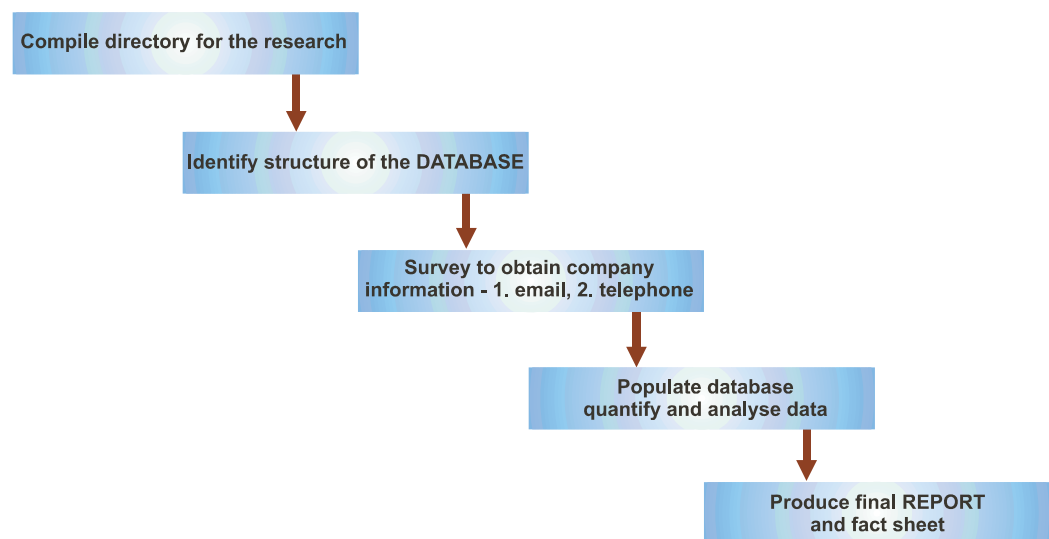 Compile directory for the research
Identify structure of the DATABASE
Survey to obtain company
information - 1. email, 2. telephone
Populate database
quantify and analyse data
Produce final REPORT
and fact sheet